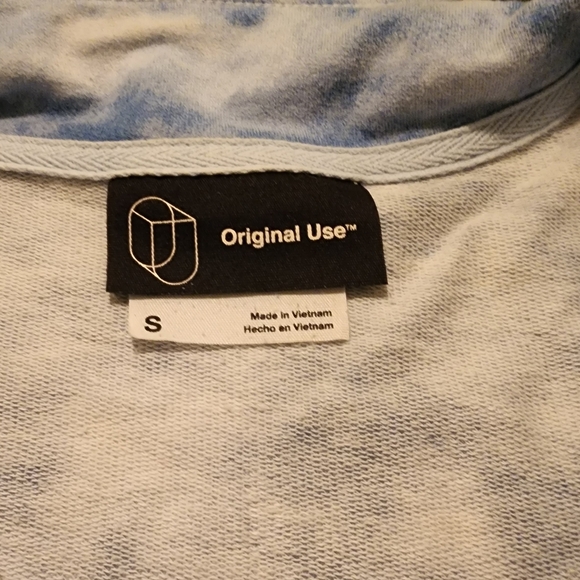 Original Use™
S
Made in Vietnam
Hecho en Vietnam